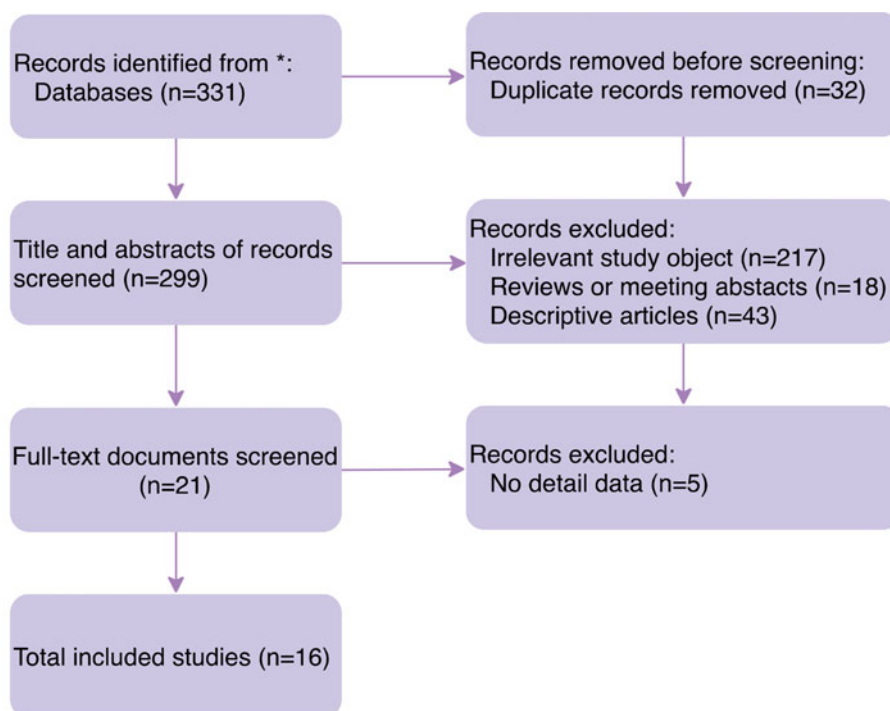 Records identified from *:
Databases (n=331)
Records removed before screening:
Duplicate records removed (n=32)
Title and abstracts of records
screened (n=299)
Records excluded:
Irrelevant study object (n=217)
Reviews or meeting abstacts (n=18)
Descriptive articles (n=43)
Full-text documents screened
(n=21)
Records excluded:
No detail data (n=5)
Total included studies (n=16)